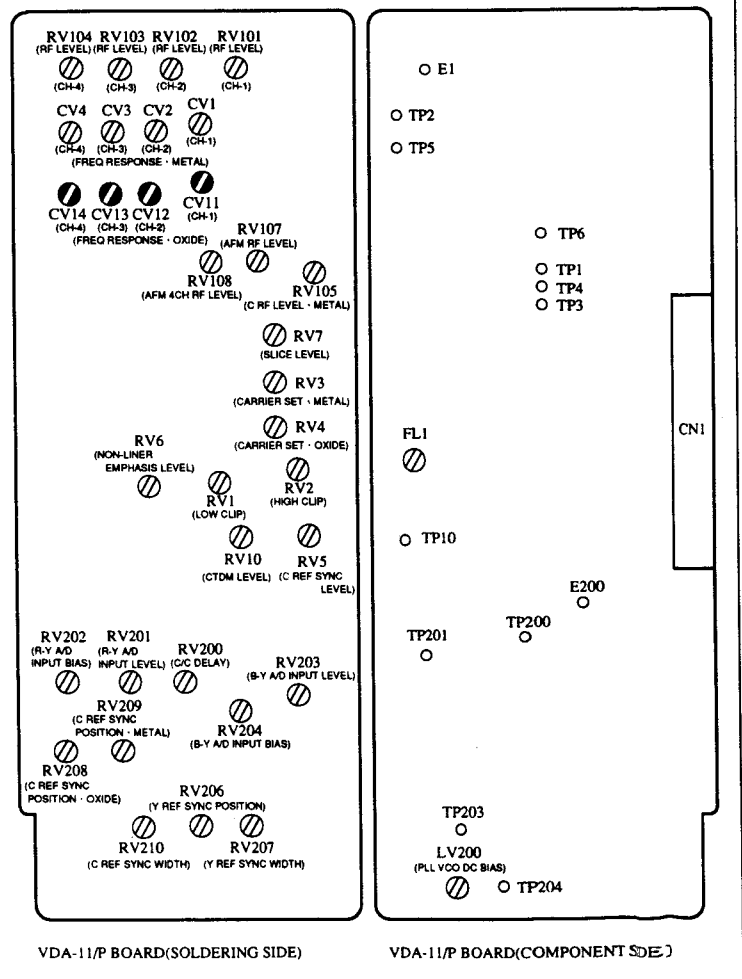 RV104 RV103 RV102 RV101
(RF LEVEL) (RF LEVEL) (RF LEVEL) (RF LEVEL)
(CH-4) (CH-3) (CH-2) (CH-1)
CV4 CV3 CV2 CV1
(CH-4) (CH-3) (CH-2) (CH-1)
(FREQ RESPONSE · METAL)
CV14 CV13 CV12 CV11
(CH-4) (CH-3) (CH-2) (CH-1)
(FREQ RESPONSE · OXIDE)
RV107
(AFM RF LEVEL)
RV108
(AFM 4CH RF LEVEL)
RV105
(C RF LEVEL · METAL)
RV7
(SLICE LEVEL)
RV3
(CARRIER SET · METAL)
RV4
(CARRIER SET · OXIDE)
RV6
(NON-LINER
EMPHASIS LEVEL)
RV1
(LOW CLIP)
RV2
(HIGH CLIP)
RV10
(CTDM LEVEL)
RV5
(C REF SYNC
LEVEL)
RV202
(R-Y A/D
INPUT BIAS)
RV201
(R-Y A/D
INPUT LEVEL)
RV200
(C/C DELAY)
RV203
(B-Y A/D INPUT LEVEL)
RV209
(C REF SYNC
POSITION · METAL)
RV204
(B-Y A/D INPUT BIAS)
RV208
(C REF SYNC
POSITION · OXIDE)
RV206
(Y REF SYNC POSITION)
RV210
(C REF SYNC WIDTH)
RV207
(Y REF SYNC WIDTH)
VDA-11/P BOARD(SOLDERING SIDE)
E1
TP2
TP5
TP6
TP1
TP4
TP3
CN1
FL1
TP10
E200
TP200
TP201
TP203
LV200
(PLL VCO DC BIAS)
TP204
VDA-11/P BOARD(COMPONENT SIDE)